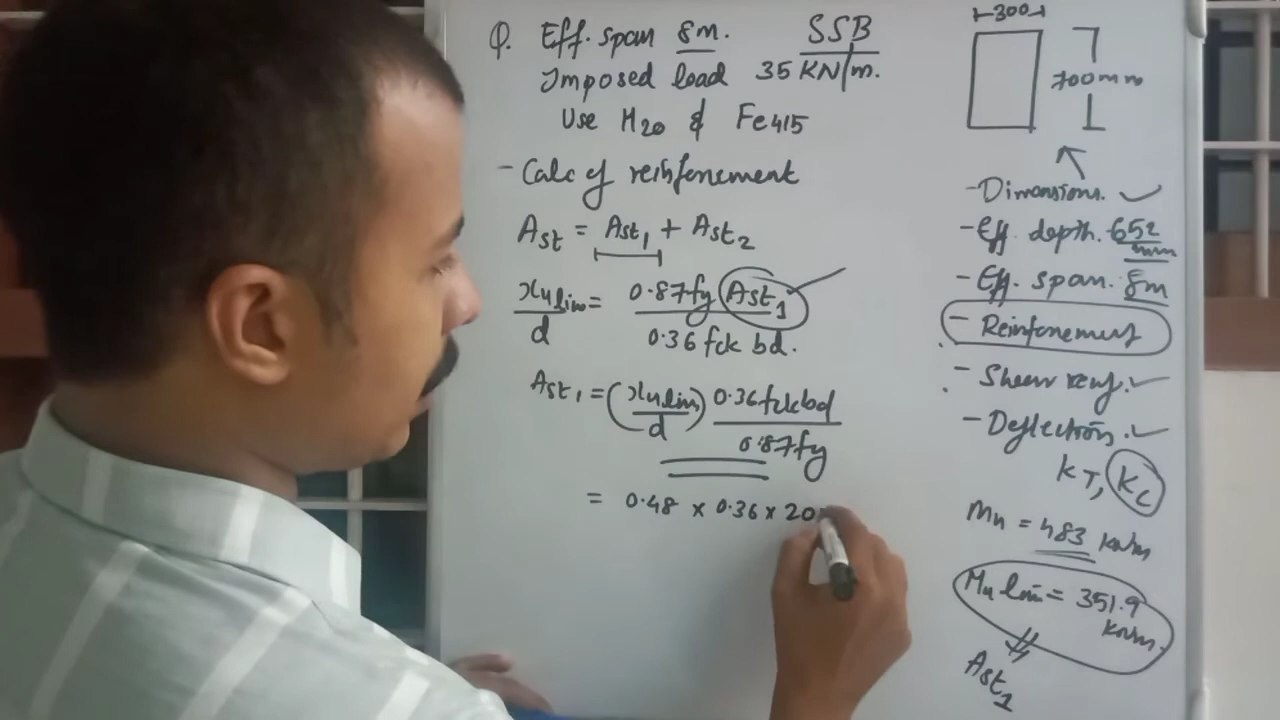 Q. Eff. span 8m. SSB
Imposed load 35 KN/m.
Use M20 & Fe415
- Calc of reinforcement
Ast = Ast1 + Ast2
xulim/d = 0.87fy Ast1 / 0.36 fck bd.
Ast1 = (xulim/d) 0.36fckbd / 0.87fy
= 0.48 x 0.36 x 20
300
700mm
- Dimensions. ✓
- Eff. depth. 652 mm
- Eff. span. 8m
- Reinforcement
- Shear reuf. ✓
- Deflection. ✓
KT, Kc
Mu = 483 KNm
Mu lim = 351.9 KNm.
Ast1